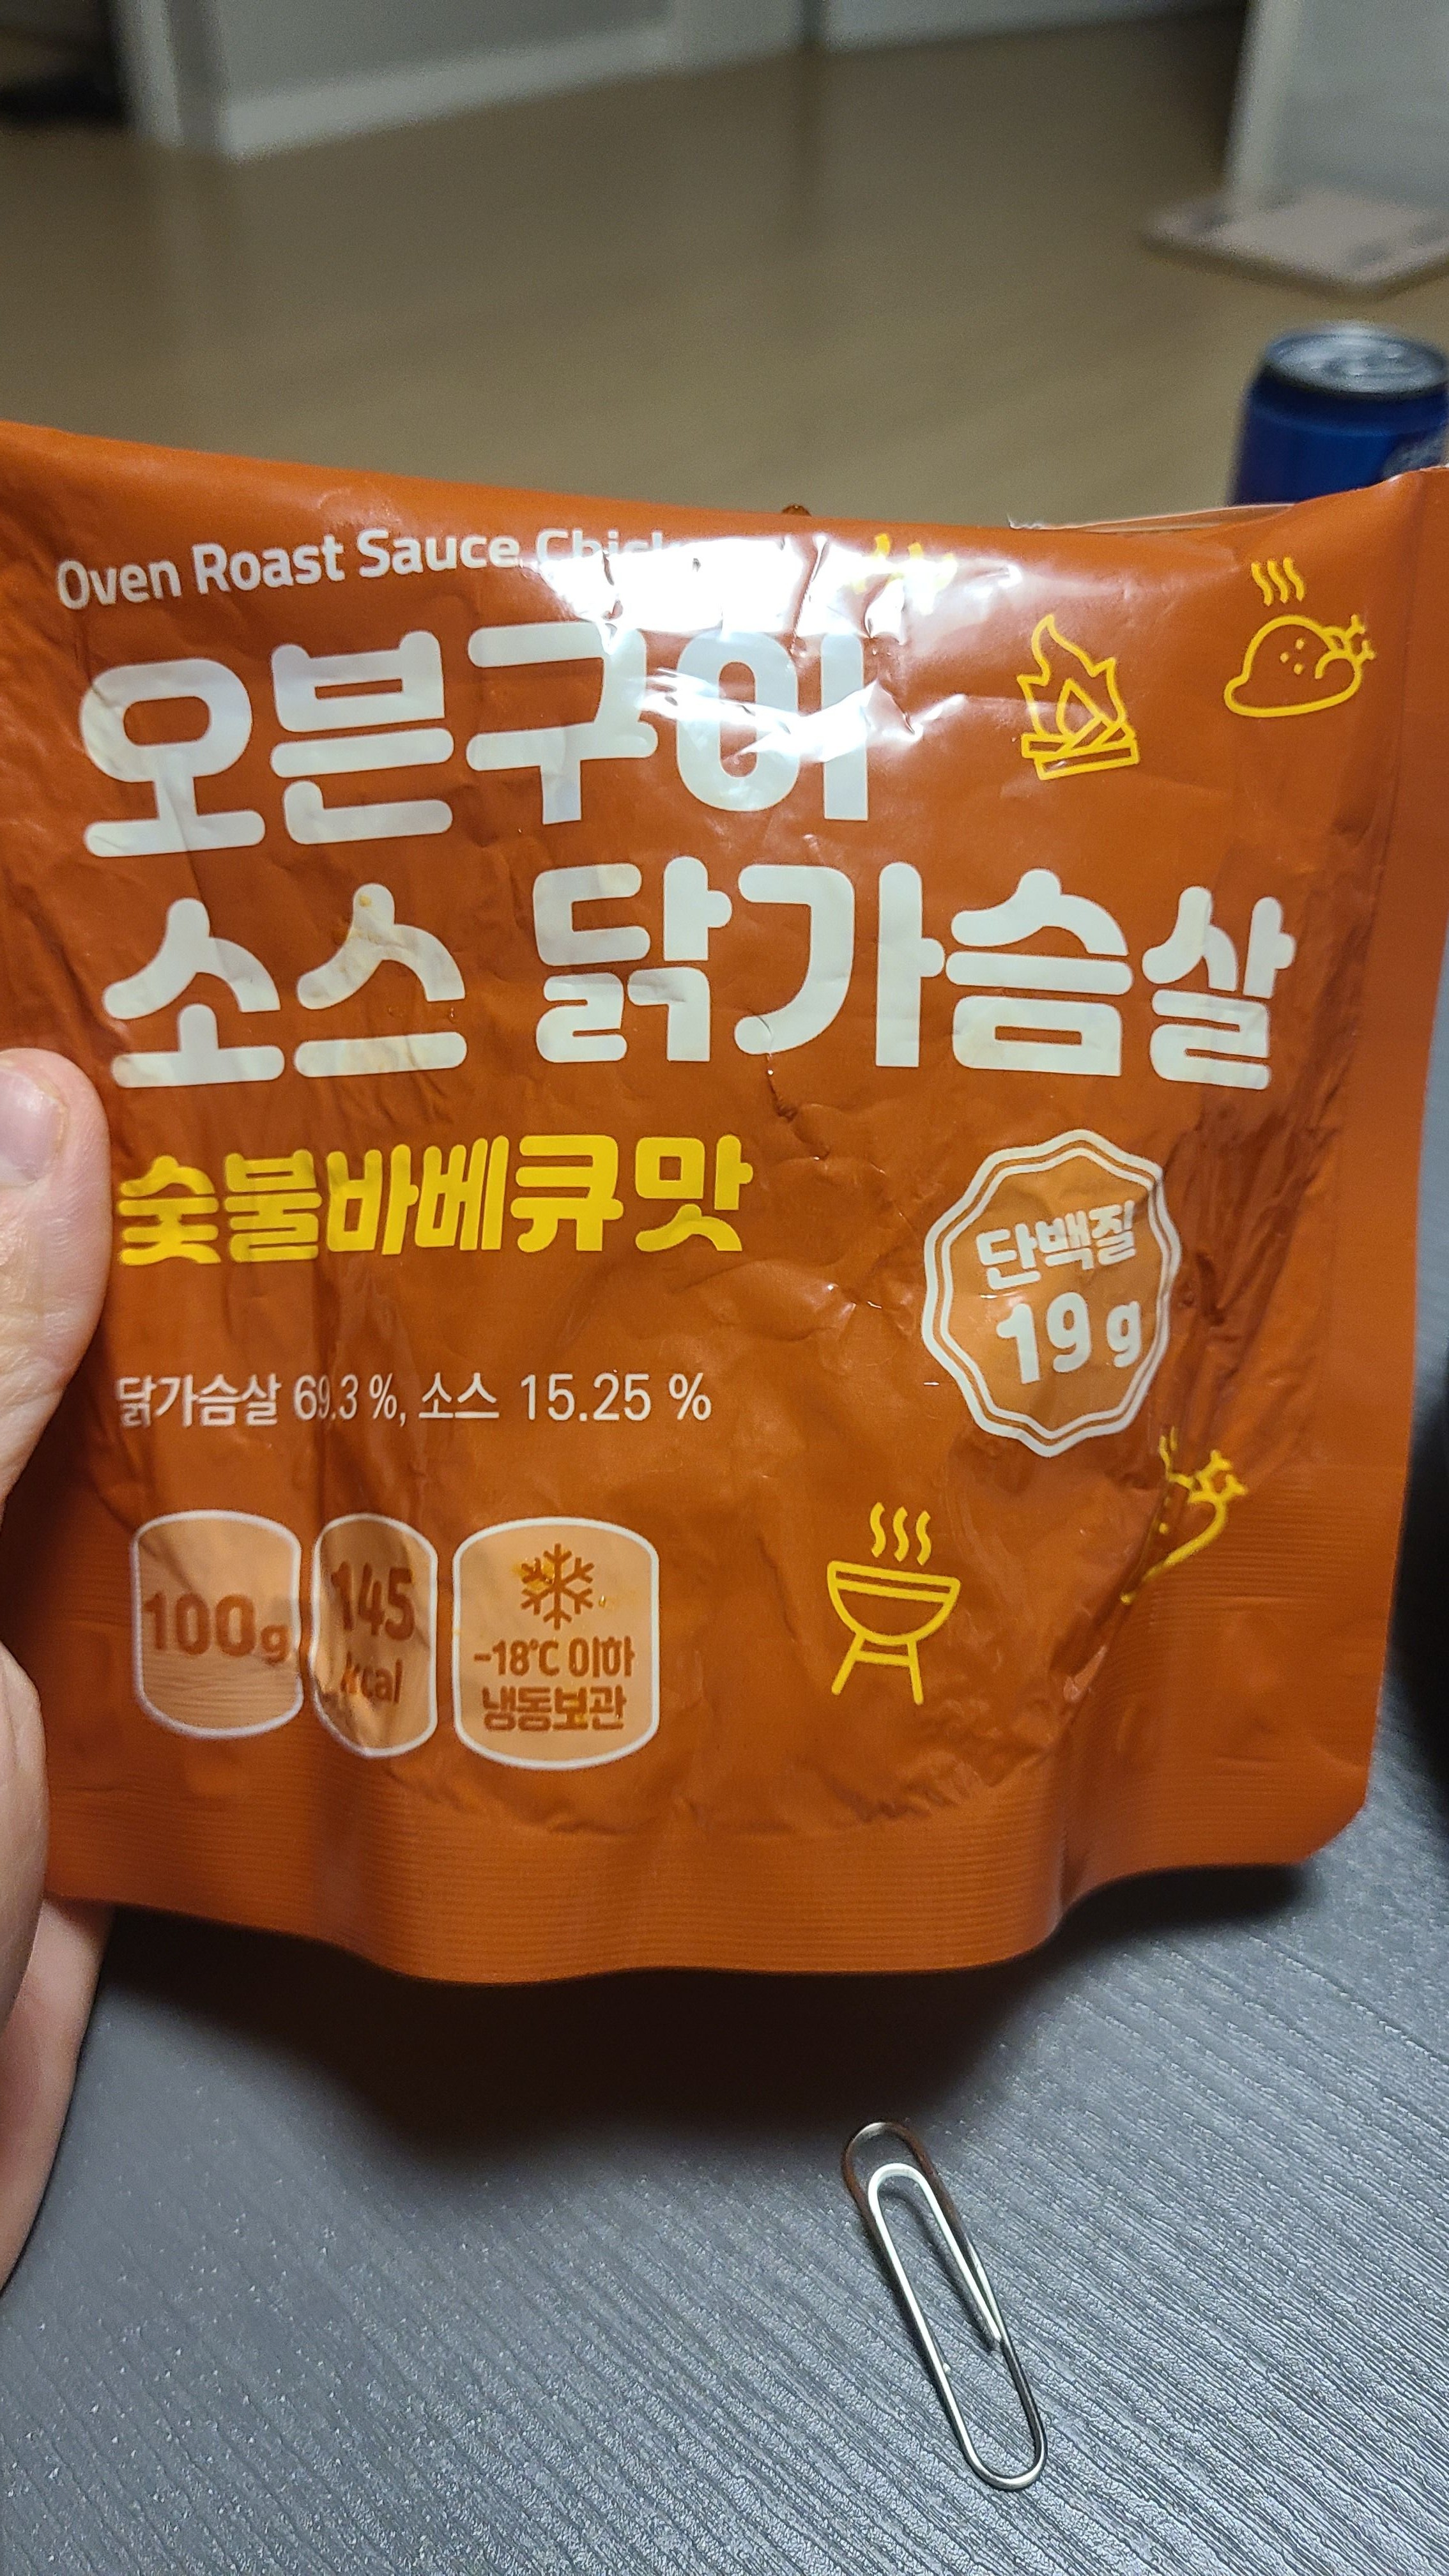 Oven Roast Sauce
오븐구이
소스 닭가슴살
숯불바베큐맛
단백질
19 g
닭가슴살 69.3 %, 소스 15.25 %
100g
145
kcal
-18℃ 이하
냉동보관